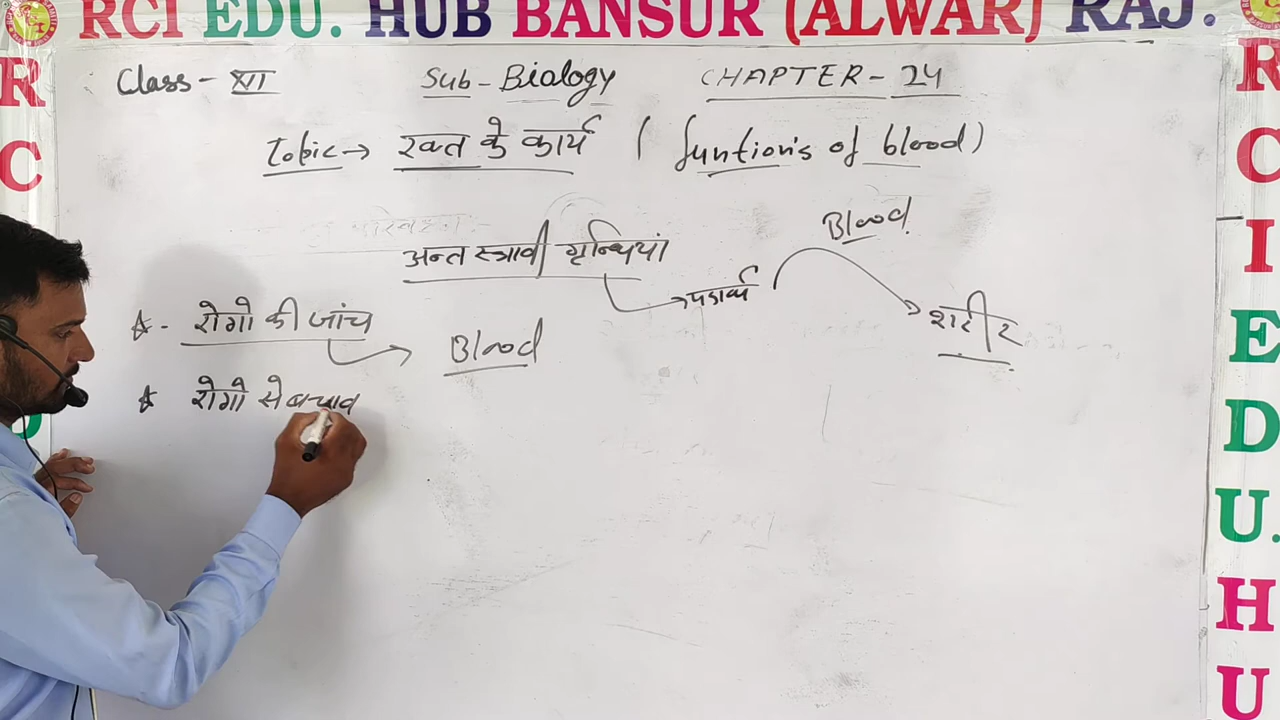 RCI EDU. HUB BANSUR (ALWAR) RAJ.
Class - XII Sub - Biology CHAPTER - 24
Topic → रक्त के कार्य ( funtion's of blood )
अन्त स्त्रावी ग्रन्थियां
पदार्थ
Blood
शरीर
☆ - रोगो की जांच → Blood
☆ रोगो से बचाव
R
C
R
C
I
E
D
U.
H
U